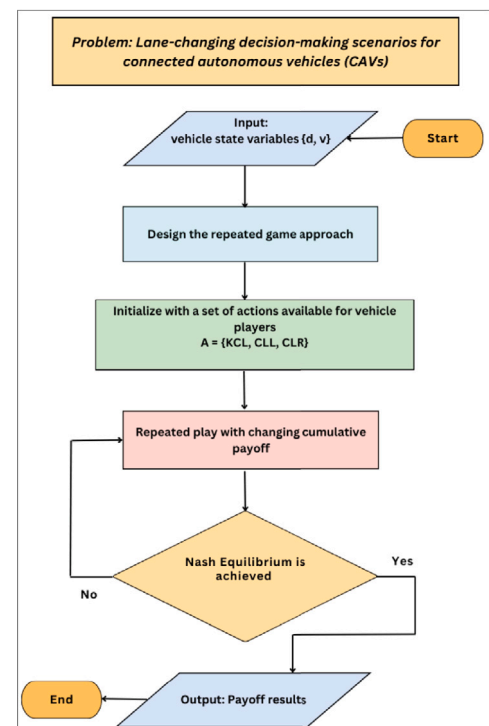 Problem: Lane-changing decision-making scenarios for
connected autonomous vehicles (CAVs)
Input:
vehicle state variables {d, v}
Start
Design the repeated game approach
Initialize with a set of actions available for vehicle
players
A = {KCL, CLL, CLR}
Repeated play with changing cumulative
payoff
Nash Equilibrium is
achieved
Yes
No
Output: Payoff results
End